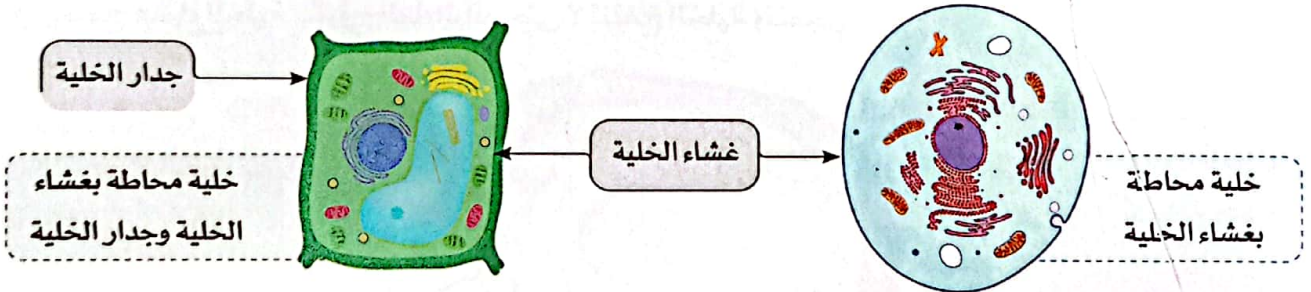 جدار الخلية
غشاء الخلية
خلية محاطة
بغشاء الخلية
خلية محاطة بغشاء
الخلية وجدار الخلية